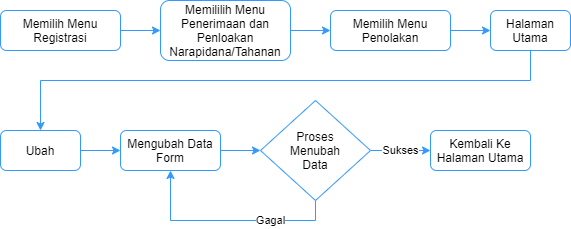 Memilih Menu
Registrasi
Memililih Menu
Penerimaan dan
Penloakan
Narapidana/Tahanan
Memilih Menu
Penolakan
Halaman
Utama
Ubah
Mengubah Data
Form
Proses
Menubah
Data
Sukses
Kembali Ke
Halaman Utama
Gagal